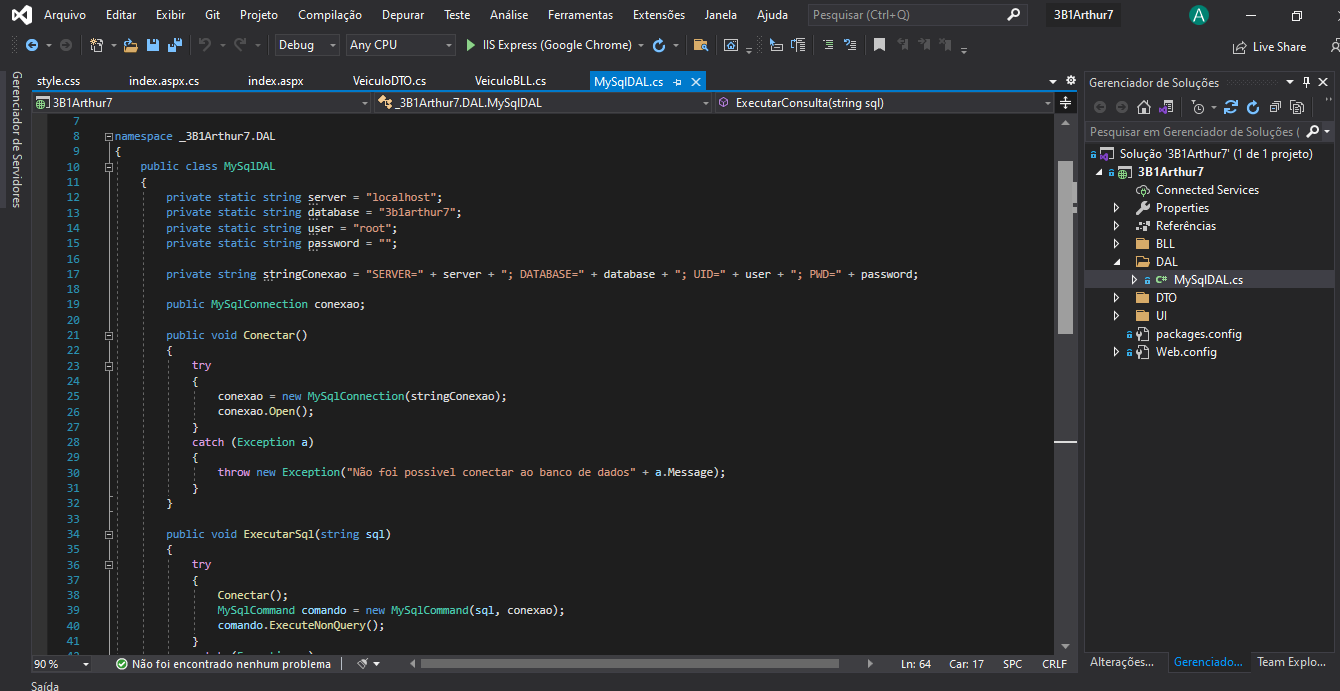 Arquivo Editar Exibir Git Projeto Compilação Depurar Teste Análise Ferramentas Extensões Janela Ajuda Pesquisar (Ctrl+Q) 3B1Arthur7 A
Debug Any CPU IIS Express (Google Chrome) Live Share
style.css index.aspx.cs index.aspx VeiculoDTO.cs VeiculoBLL.cs MySqlDAL.cs
3B1Arthur7 _3B1Arthur7.DAL.MySqlDAL ExecutarConsulta(string sql)
Gerenciador de Servidores
7
8 namespace _3B1Arthur7.DAL
9 {
10 public class MySqlDAL
11 {
12 private static string server = "localhost";
13 private static string database = "3b1arthur7";
14 private static string user = "root";
15 private static string password = "";
16
17 private string stringConexao = "SERVER=" + server + "; DATABASE=" + database + "; UID=" + user + "; PWD=" + password;
18
19 public MySqlConnection conexao;
20
21 public void Conectar()
22 {
23 try
24 {
25 conexao = new MySqlConnection(stringConexao);
26 conexao.Open();
27 }
28 catch (Exception a)
29 {
30 throw new Exception("Não foi possivel conectar ao banco de dados" + a.Message);
31 }
32 }
33
34 public void ExecutarSql(string sql)
35 {
36 try
37 {
38 Conectar();
39 MySqlCommand comando = new MySqlCommand(sql, conexao);
40 comando.ExecuteNonQuery();
41 }
90 % Não foi encontrado nenhum problema Ln: 64 Car: 17 SPC CRLF
Saída
Gerenciador de Soluções
Pesquisar em Gerenciador de Soluções (
Solução '3B1Arthur7' (1 de 1 projeto)
3B1Arthur7
Connected Services
Properties
Referências
BLL
DAL
C# MySqlDAL.cs
DTO
UI
packages.config
Web.config
Alterações... Gerenciado... Team Explo...